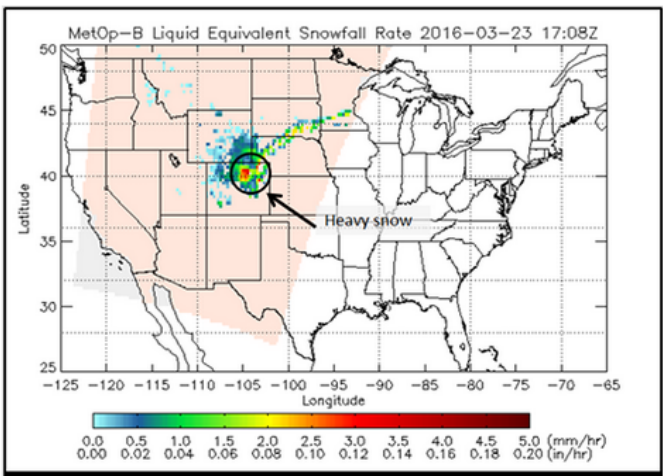 MetOp-B Liquid Equivalent Snowfall Rate 2016-03-23 17:08Z
50
45
40
35
30
25
Latitude
Heavy snow
-125 -120 -115 -110 -105 -100 -95 -90 -85 -80 -75 -70 -65
Longitude
0.0 0.5 1.0 1.5 2.0 2.5 3.0 3.5 4.0 4.5 5.0 (mm/hr)
0.00 0.02 0.04 0.06 0.08 0.10 0.12 0.14 0.16 0.18 0.20 (in/hr)